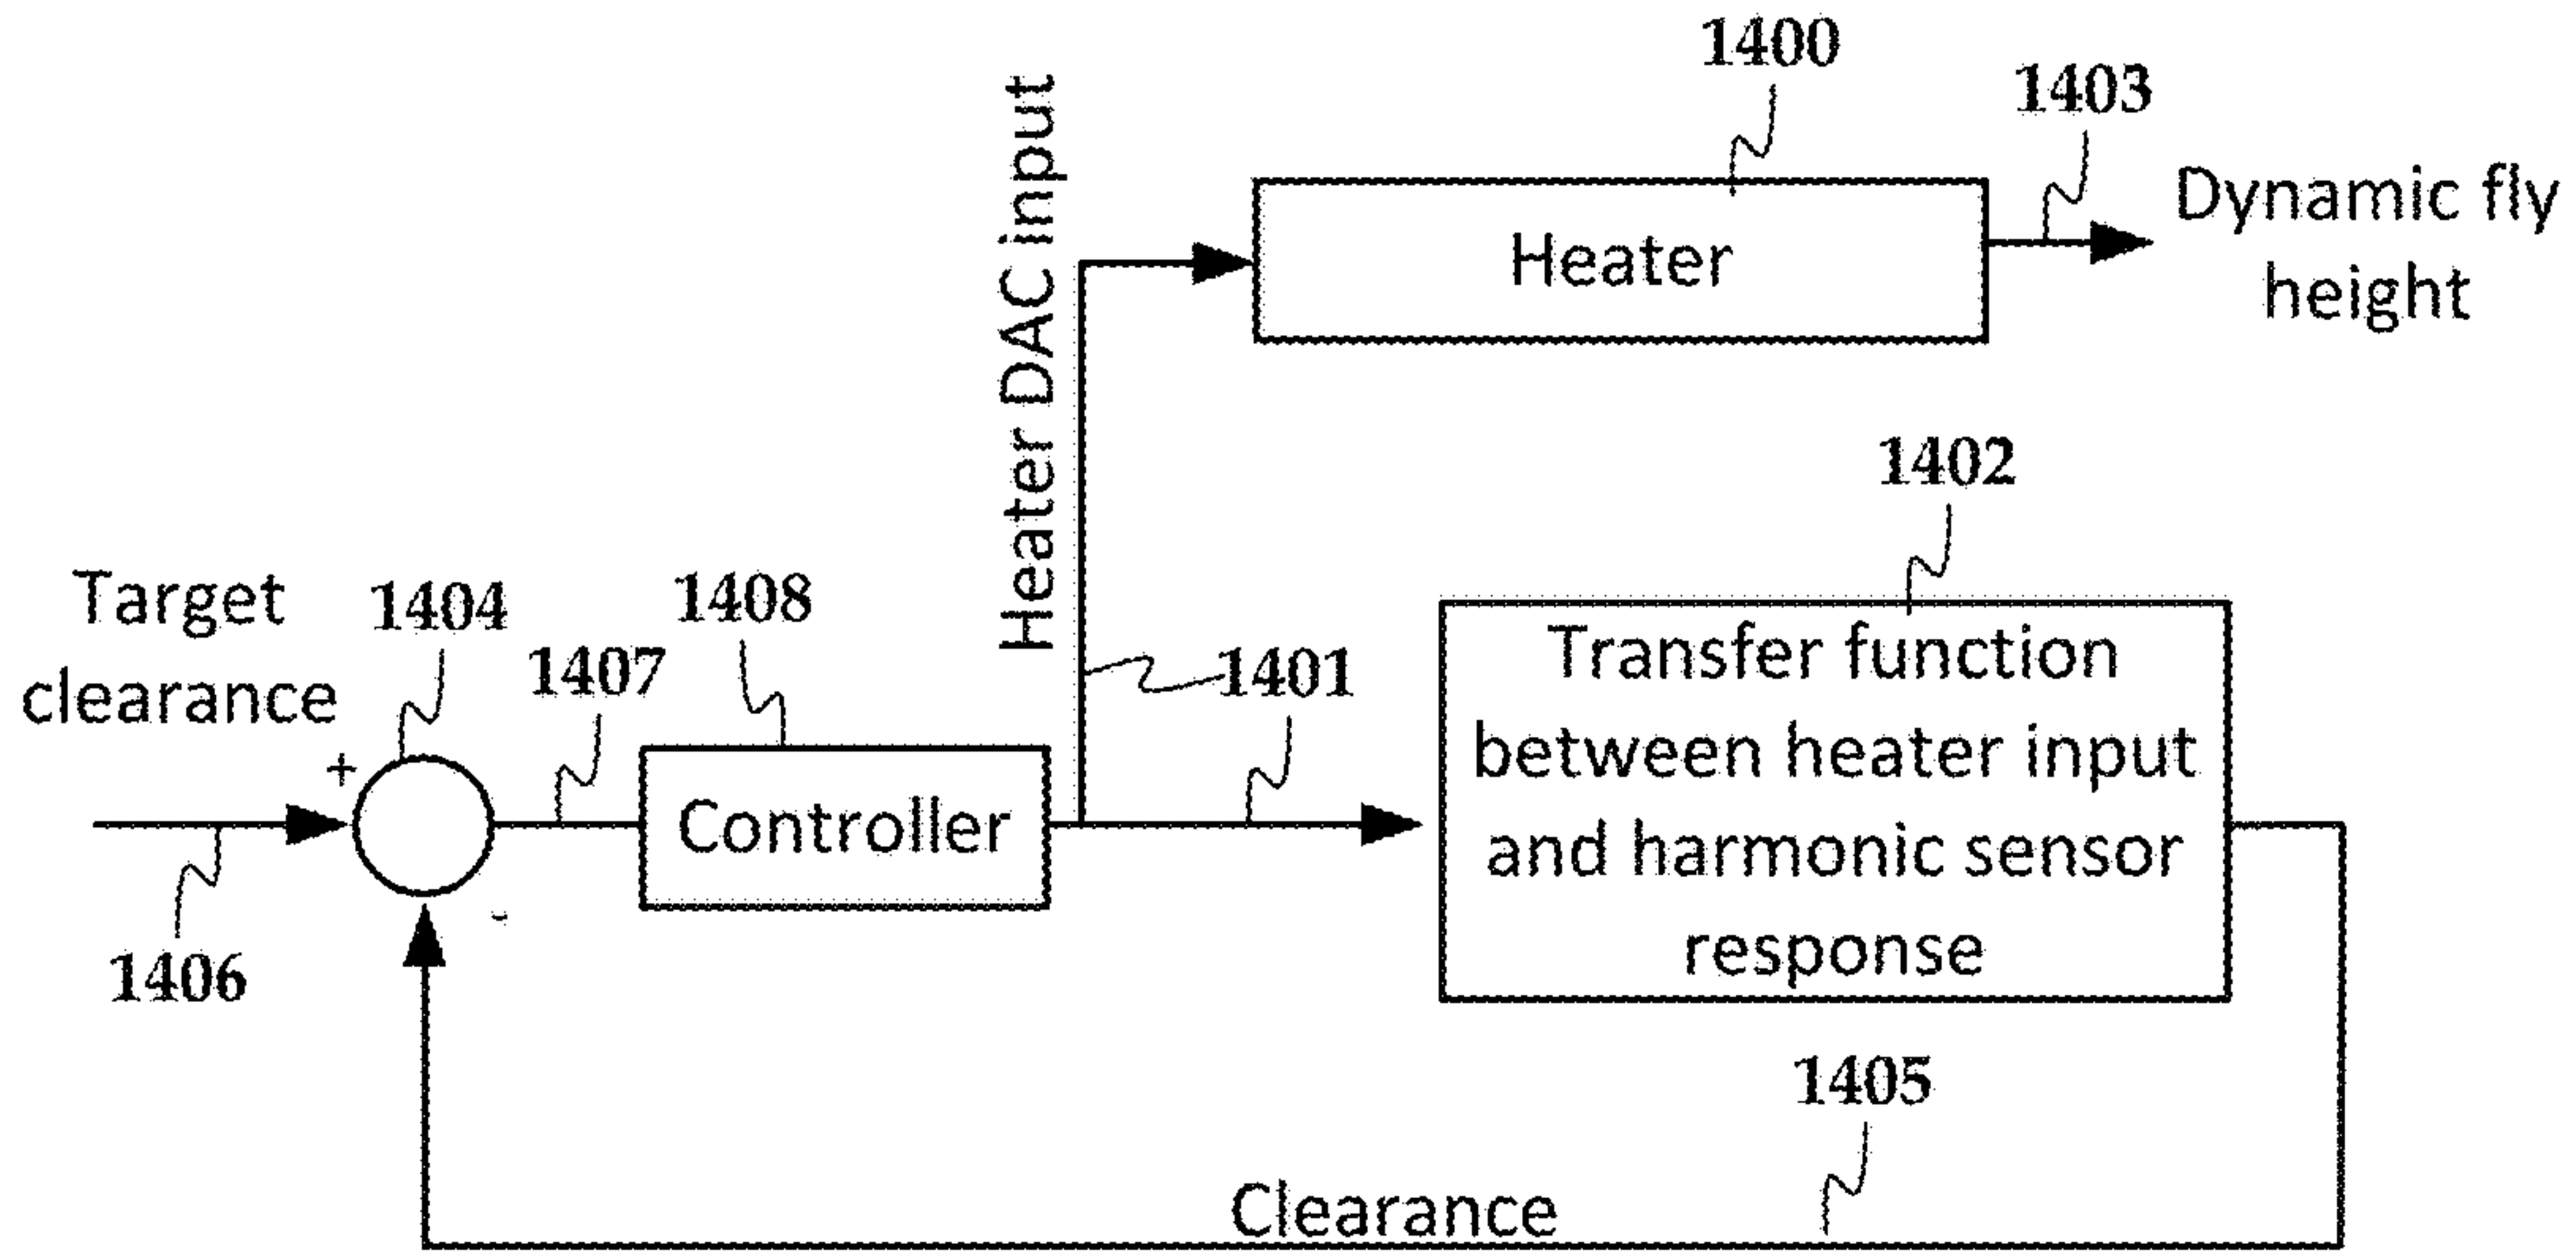 1400
1403
Heater
Dynamic fly
height
Heater DAC input
1402
Target
clearance
1404
1407
1408
1401
Transfer function
between heater input
and harmonic sensor
response
+
Controller
-
1406
1405
Clearance